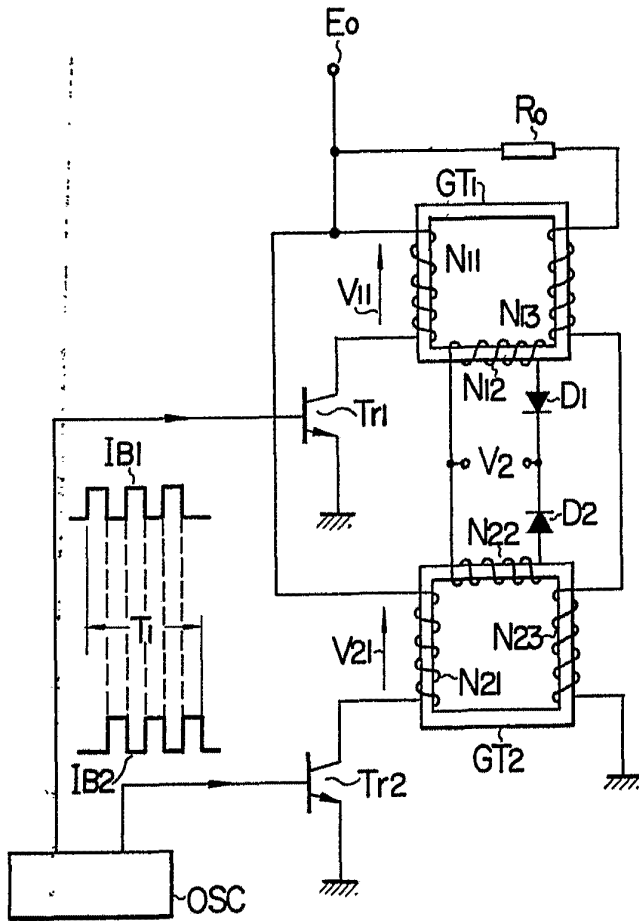 Eo
Ro
GT1
N11
V11
N13
N12
D1
Tr1
IB1
V2
D2
N22
T1
V21
N23
N21
IB2
GT2
Tr2
OSC